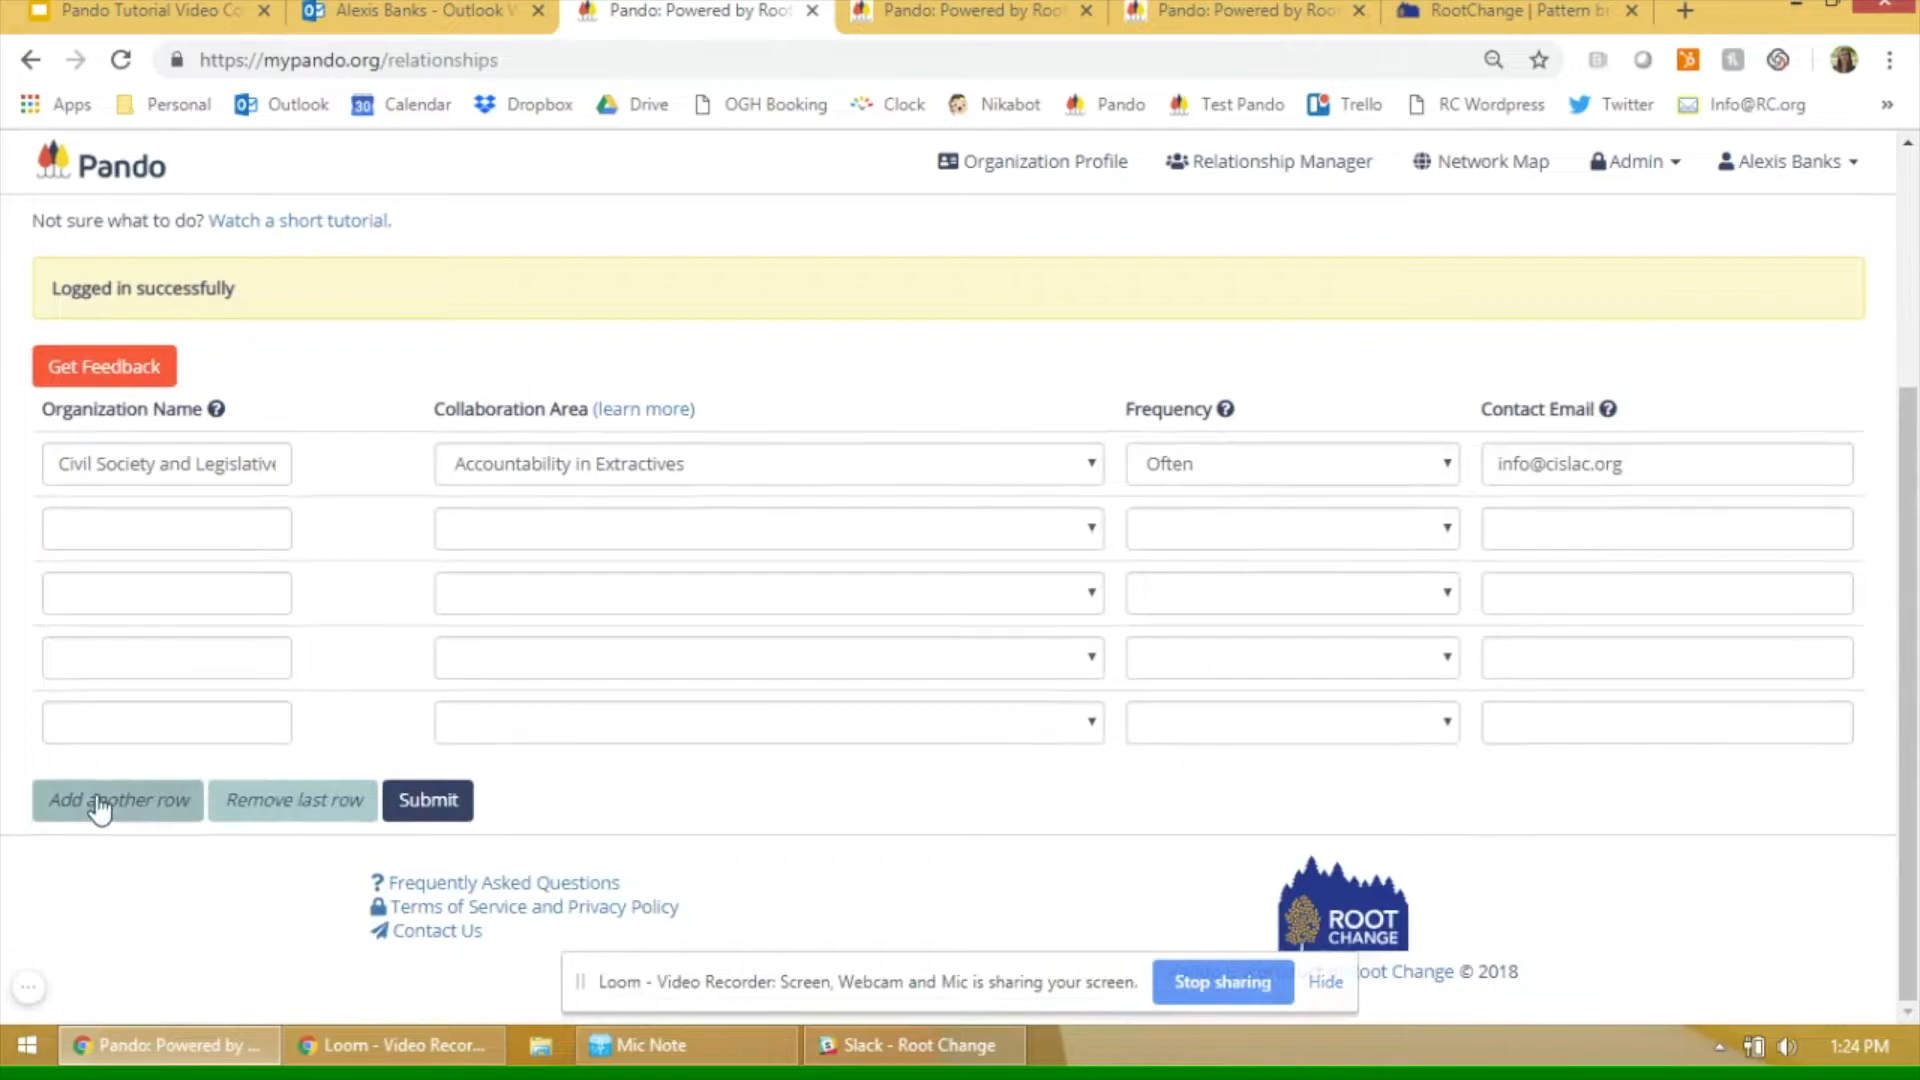 Pando Tutorial Video Co
Alexis Banks - Outlook W
Pando: Powered by Root
Pando: Powered by Root
Pando: Powered by Root
RootChange | Pattern b
https://mypando.org/relationships
Apps
Personal
Outlook
30
Calendar
Dropbox
Drive
OGH Booking
Clock
Nikabot
Pando
Test Pando
Trello
RC Wordpress
Twitter
Info@RC.org
»
Pando
Organization Profile
Relationship Manager
Network Map
Admin
Alexis Banks
Not sure what to do? Watch a short tutorial.
Logged in successfully
Get Feedback
Organization Name
Collaboration Area (learn more)
Frequency
Contact Email
Civil Society and Legislative
Accountability in Extractives
Often
info@cislac.org
Add another row
Remove last row
Submit
Frequently Asked Questions
Terms of Service and Privacy Policy
Contact Us
ROOT
CHANGE
Loom - Video Recorder: Screen, Webcam and Mic is sharing your screen.
Stop sharing
Hide
oot Change © 2018
Pando: Powered by ...
Loom - Video Recor...
Mic Note
Slack - Root Change
1:24 PM